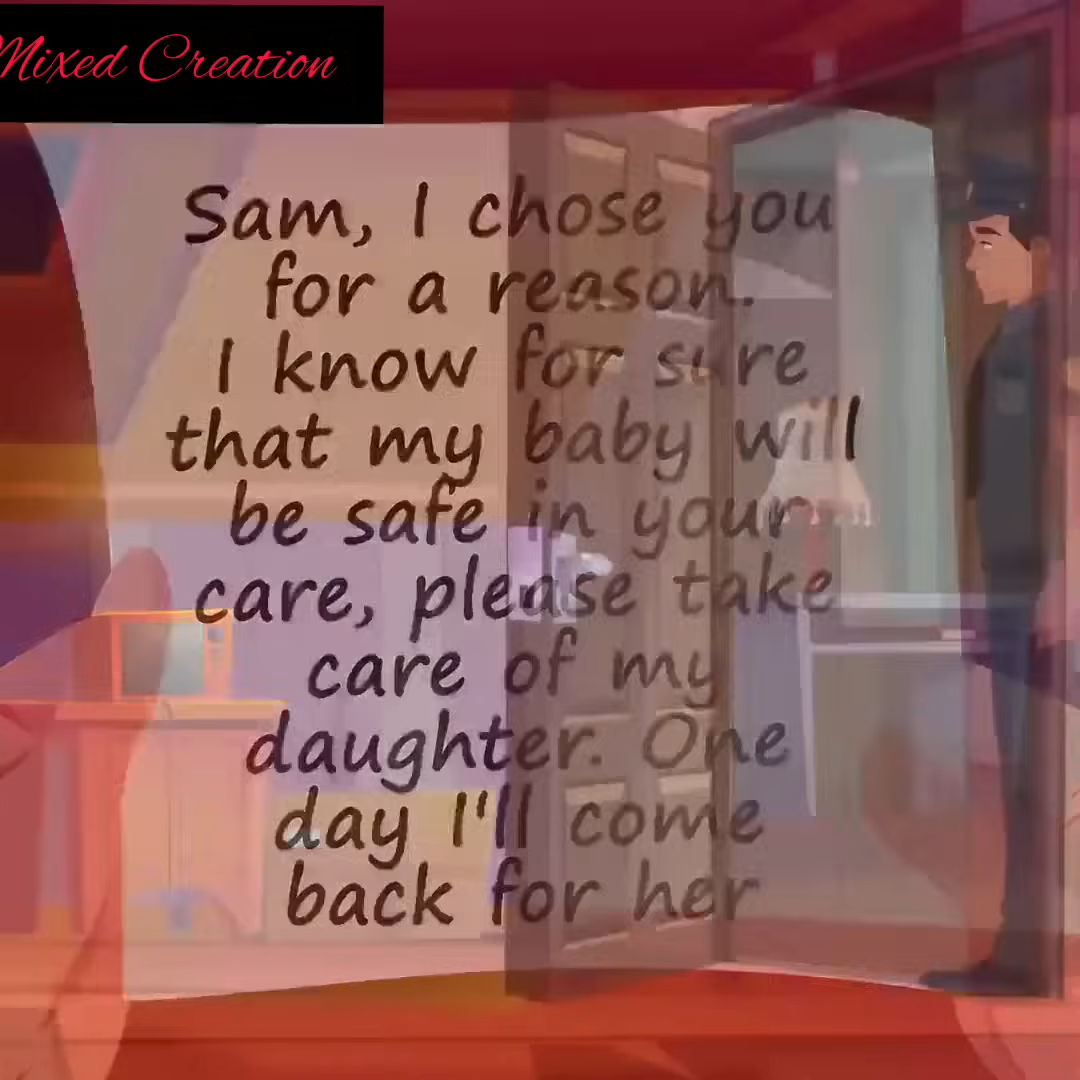 Mixed Creation
Sam, I chose you
for a reason.
I know for sure
that my baby will
be safe in your
care, please take
care of my
daughter. One
day I'll come
back for her